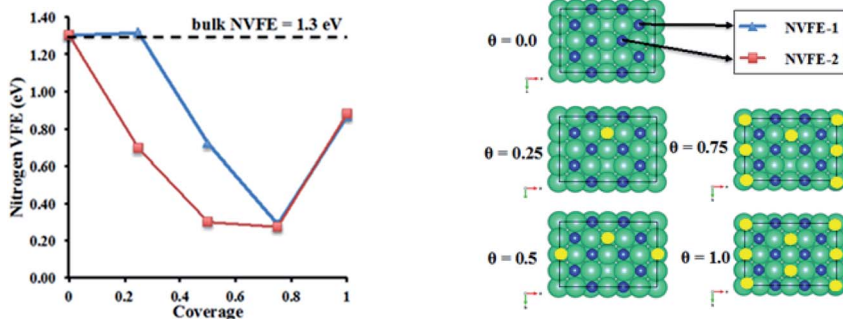 1.40
1.20
1.00
0.80
0.60
0.40
0.20
0.00
Nitrogen VFE (eV)
bulk NVFE = 1.3 eV
0
0.2
0.4
0.6
0.8
1
Coverage
θ = 0.0
NVFE-1
NVFE-2
θ = 0.25
θ = 0.75
θ = 0.5
θ = 1.0